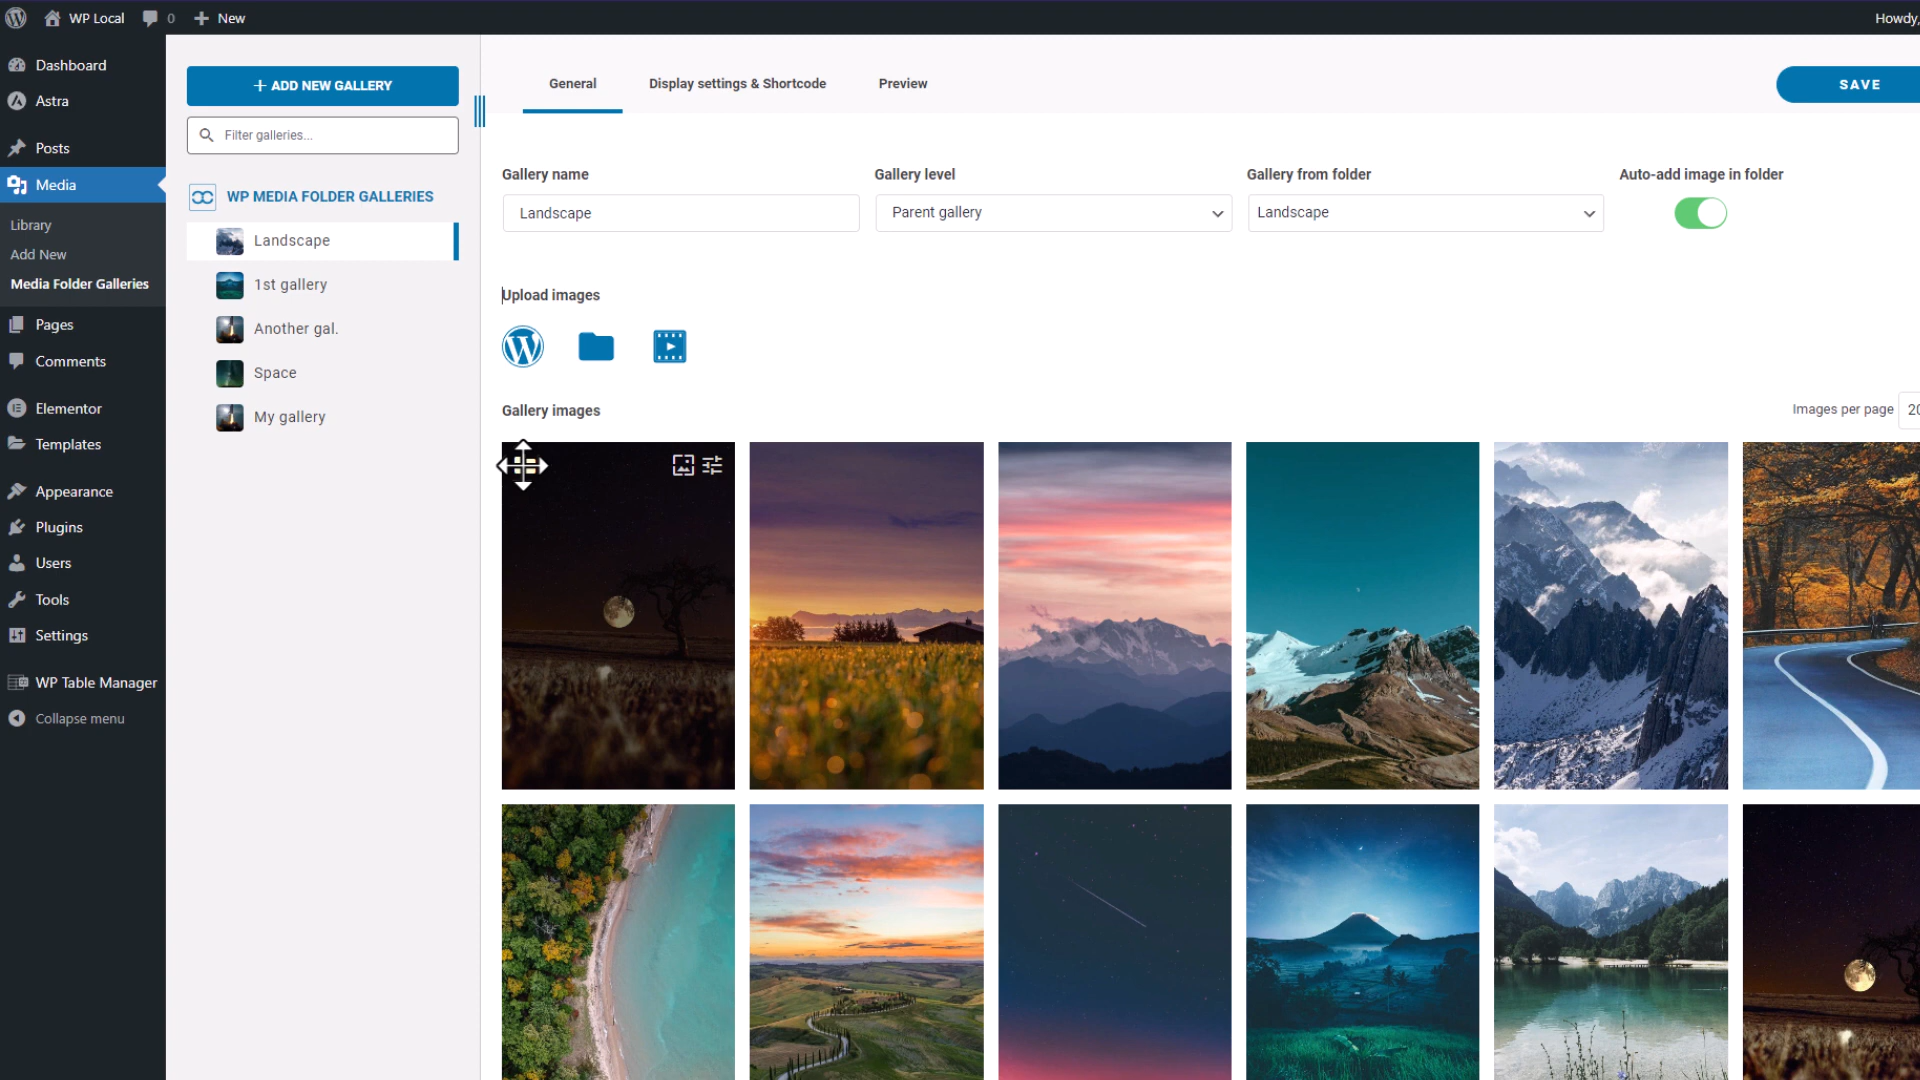 WP Local
0
New
Howdy,
Dashboard
Astra
Posts
Media
Library
Add New
Media Folder Galleries
Pages
Comments
Elementor
Templates
Appearance
Plugins
Users
Tools
Settings
WP Table Manager
Collapse menu
ADD NEW GALLERY
Filter galleries...
WP MEDIA FOLDER GALLERIES
Landscape
1st gallery
Another gal.
Space
My gallery
General
Display settings & Shortcode
Preview
SAVE
Gallery name
Gallery level
Gallery from folder
Auto-add image in folder
Landscape
Parent gallery
Landscape
Upload images
Gallery images
Images per page